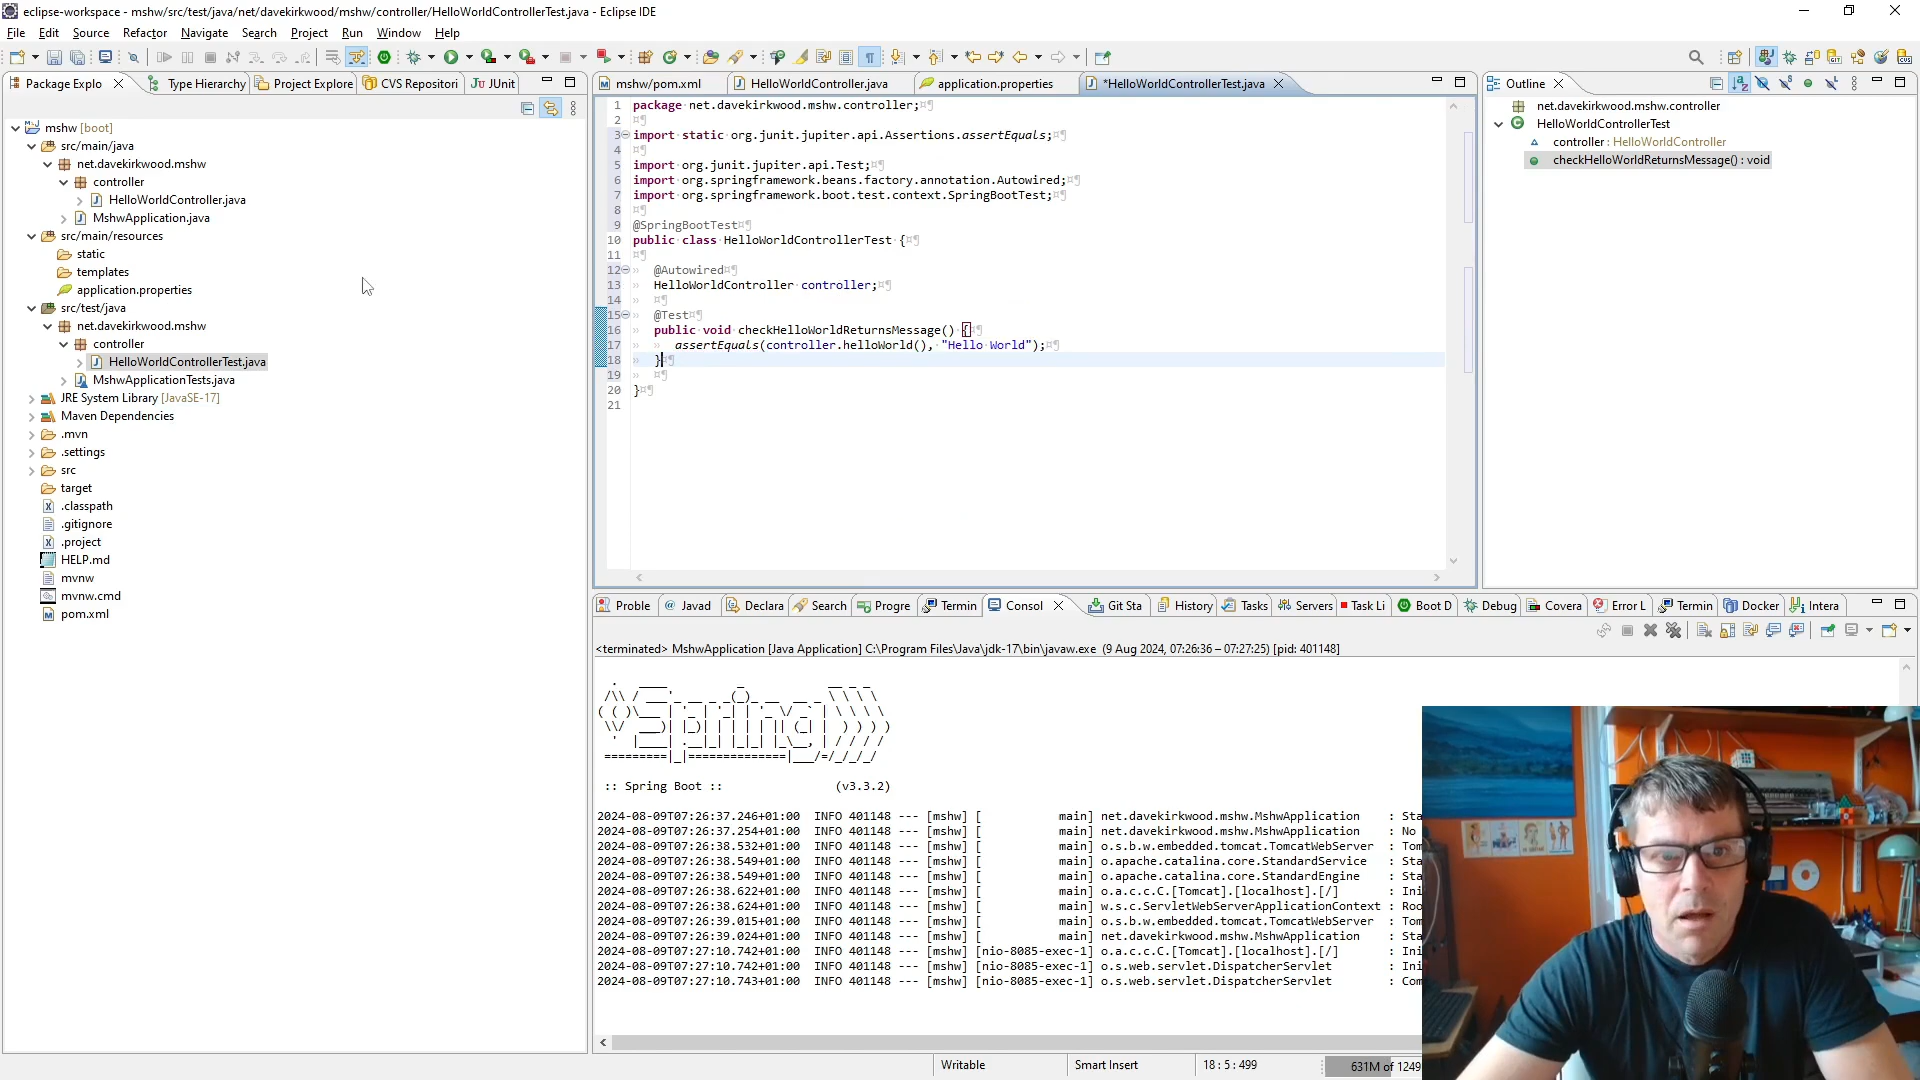 eclipse-workspace - mshw/src/test/java/net/davekirkwood/mshw/controller/HelloWorldControllerTest.java - Eclipse IDE
File Edit Source Refactor Navigate Search Project Run Window Help
Package Explo Type Hierarchy Project Explore CVS Repositori JUnit
mshw [boot]
src/main/java
net.davekirkwood.mshw
controller
HelloWorldController.java
MshwApplication.java
src/main/resources
static
templates
application.properties
src/test/java
net.davekirkwood.mshw
controller
HelloWorldControllerTest.java
MshwApplicationTests.java
JRE System Library [JavaSE-17]
Maven Dependencies
.mvn
.settings
src
target
.classpath
.gitignore
.project
HELP.md
mvnw
mvnw.cmd
pom.xml
mshw/pom.xml HelloWorldController.java application.properties *HelloWorldControllerTest.java
1 package net.davekirkwood.mshw.controller;
2
3 import static org.junit.jupiter.api.Assertions.assertEquals;
4
5 import org.junit.jupiter.api.Test;
6 import org.springframework.beans.factory.annotation.Autowired;
7 import org.springframework.boot.test.context.SpringBootTest;
8
9 @SpringBootTest
10 public class HelloWorldControllerTest {
11
12 @Autowired
13 HelloWorldController controller;
14
15 @Test
16 public void checkHelloWorldReturnsMessage() {
17 assertEquals(controller.helloWorld(), "Hello World");
18 }
19
20 }
21
Outline
net.davekirkwood.mshw.controller
HelloWorldControllerTest
controller : HelloWorldController
checkHelloWorldReturnsMessage() : void
Proble Javad Declara Search Progre Termin Consol Git Sta History Tasks Servers Task Li Boot D Debug Covera Error L Termin Docker Intera
<terminated> MshwApplication [Java Application] C:\Program Files\Java\jdk-17\bin\javaw.exe (9 Aug 2024, 07:26:36 – 07:27:25) [pid: 401148]
Spring
:: Spring Boot :: (v3.3.2)
2024-08-09T07:26:37.246+01:00 INFO 401148 --- [mshw] [ main] net.davekirkwood.mshw.MshwApplication : Sta
2024-08-09T07:26:37.254+01:00 INFO 401148 --- [mshw] [ main] net.davekirkwood.mshw.MshwApplication : No
2024-08-09T07:26:38.532+01:00 INFO 401148 --- [mshw] [ main] o.s.b.w.embedded.tomcat.TomcatWebServer : Tom
2024-08-09T07:26:38.549+01:00 INFO 401148 --- [mshw] [ main] o.apache.catalina.core.StandardService : Sta
2024-08-09T07:26:38.549+01:00 INFO 401148 --- [mshw] [ main] o.apache.catalina.core.StandardEngine : Sta
2024-08-09T07:26:38.622+01:00 INFO 401148 --- [mshw] [ main] o.a.c.c.C.[Tomcat].[localhost].[/] : Ini
2024-08-09T07:26:38.624+01:00 INFO 401148 --- [mshw] [ main] w.s.c.ServletWebServerApplicationContext : Roo
2024-08-09T07:26:39.015+01:00 INFO 401148 --- [mshw] [ main] o.s.b.w.embedded.tomcat.TomcatWebServer : Tom
2024-08-09T07:26:39.024+01:00 INFO 401148 --- [mshw] [ main] net.davekirkwood.mshw.MshwApplication : Sta
2024-08-09T07:27:10.742+01:00 INFO 401148 --- [mshw] [nio-8085-exec-1] o.a.c.c.C.[Tomcat].[localhost].[/] : Ini
2024-08-09T07:27:10.742+01:00 INFO 401148 --- [mshw] [nio-8085-exec-1] o.s.web.servlet.DispatcherServlet : Ini
2024-08-09T07:27:10.743+01:00 INFO 401148 --- [mshw] [nio-8085-exec-1] o.s.web.servlet.DispatcherServlet : Com
Writable Smart Insert 18 : 5 : 499 631M of 1249